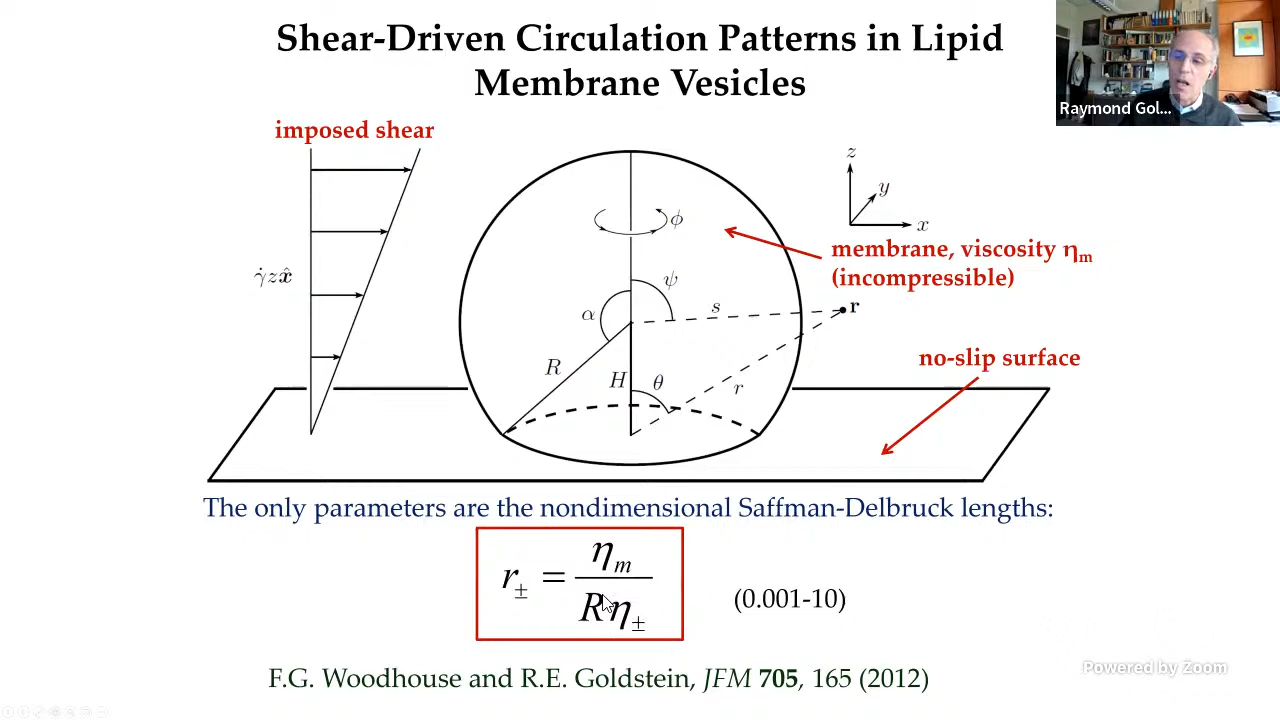 Shear-Driven Circulation Patterns in Lipid
Membrane Vesicles
Raymond Gol...
imposed shear
z
y
x
ϕ
membrane, viscosity ηm
(incompressible)
γ̇zx̂
ψ
α
s
r
R
H
θ
r
no-slip surface
The only parameters are the nondimensional Saffman-Delbruck lengths:
r± = ηm / Rη±
(0.001-10)
Powered by Zoom
F.G. Woodhouse and R.E. Goldstein, JFM 705, 165 (2012)